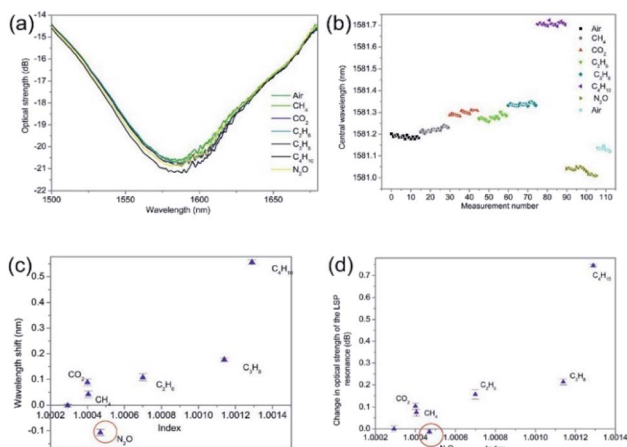 (a)
-14
-15
-16
-17
-18
-19
-20
-21
-22
Optical strength (dB)
Air
CH4
CO2
C2H6
C3H8
C4H10
N2O
1500
1550
1600
1650
Wavelength (nm)
(b)
1581.7
1581.6
1581.5
1581.4
1581.3
1581.2
1581.0
Central wavelength (nm)
Air
CH4
CO2
C4H10
N2O
Air
0 10 20 30 40 50 60 70 80 90 100 110
Measurement number
(c)
0.6
0.5
0.4
0.3
0.2
0.1
0.0
-0.1
Wavelength shift (nm)
C4H10
CO2
CH4
C2H6
C3H8
N2O
1.0002 1.0004 1.0006 1.0008 1.0010 1.0012 1.0014
Index
(d)
0.7
0.6
0.5
0.4
0.3
0.2
0.1
0.0
Change in optical strength of the LSP
resonance (dB)
CO2
CH4
1.0002 1.0004 1.0006 1.0008 1.0010 1.0012 1.0014